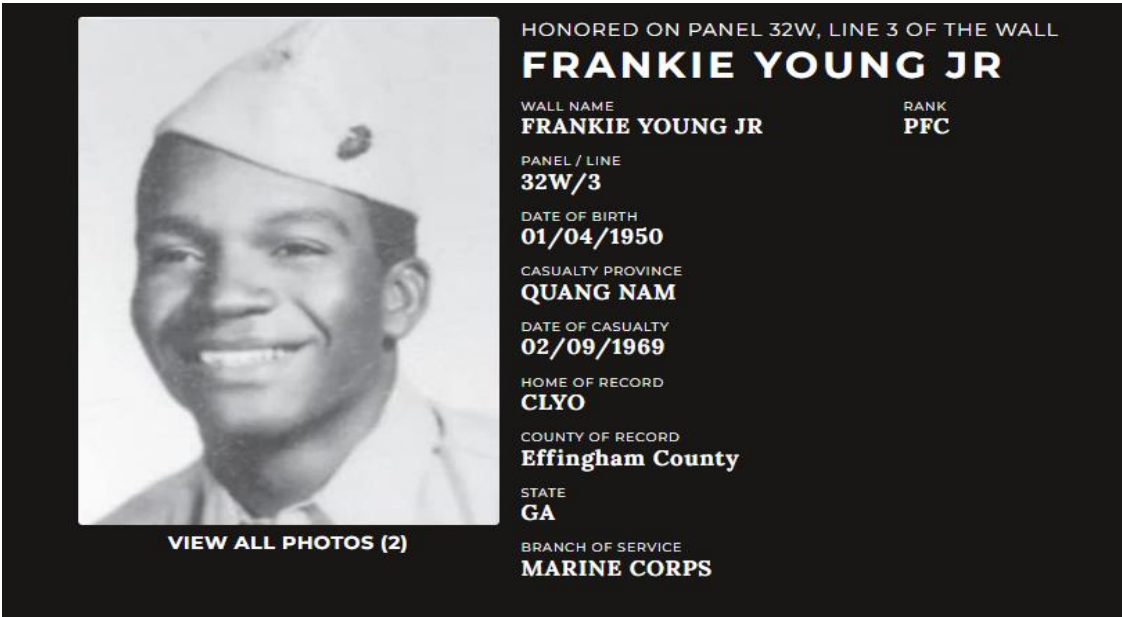 HONORED ON PANEL 32W, LINE 3 OF THE WALL
FRANKIE YOUNG JR
WALL NAME
FRANKIE YOUNG JR
RANK
PFC
PANEL / LINE
32W/3
DATE OF BIRTH
01/04/1950
CASUALTY PROVINCE
QUANG NAM
DATE OF CASUALTY
02/09/1969
HOME OF RECORD
CLYO
COUNTY OF RECORD
Effingham County
STATE
GA
BRANCH OF SERVICE
MARINE CORPS
VIEW ALL PHOTOS (2)